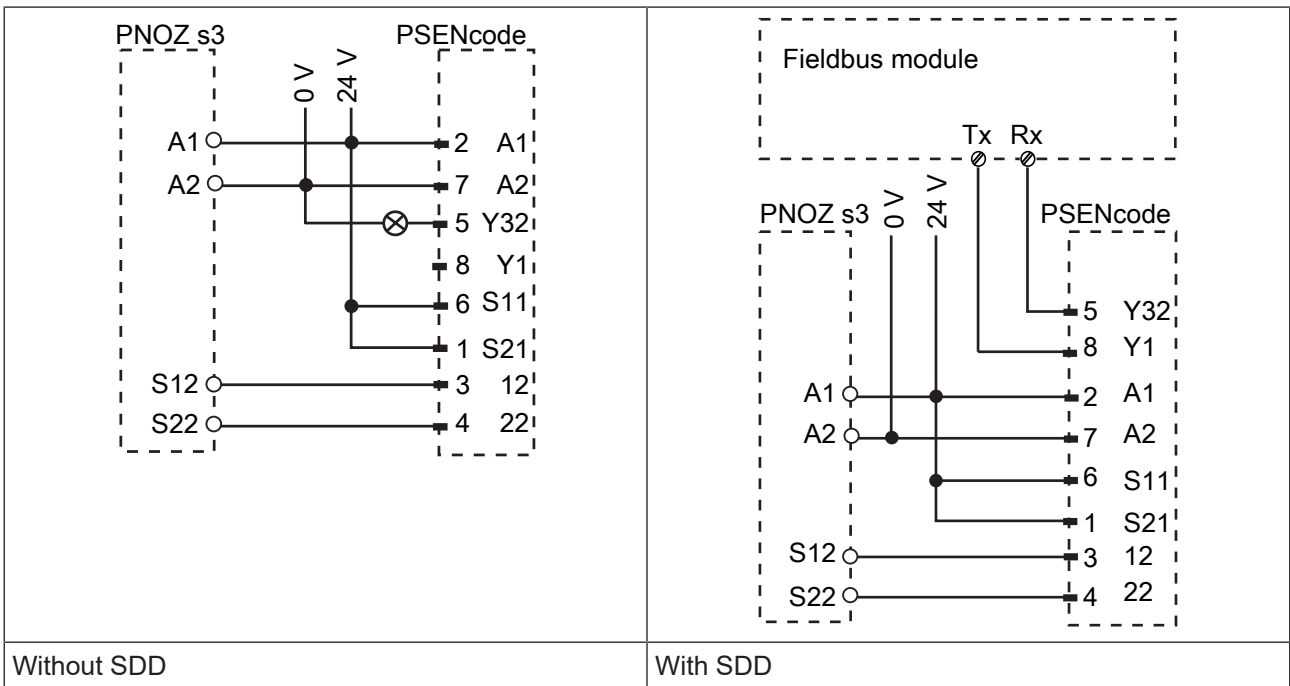 PNOZ s3
PSENcode
0 V
24 V
A1
2 A1
A2
7 A2
5 Y32
8 Y1
6 S11
1 S21
S12
3 12
S22
4 22
Without SDD
Fieldbus module
Tx Rx
PNOZ s3
0 V
24 V
PSENcode
5 Y32
8 Y1
A1
2 A1
A2
7 A2
6 S11
1 S21
S12
3 12
S22
4 22
With SDD